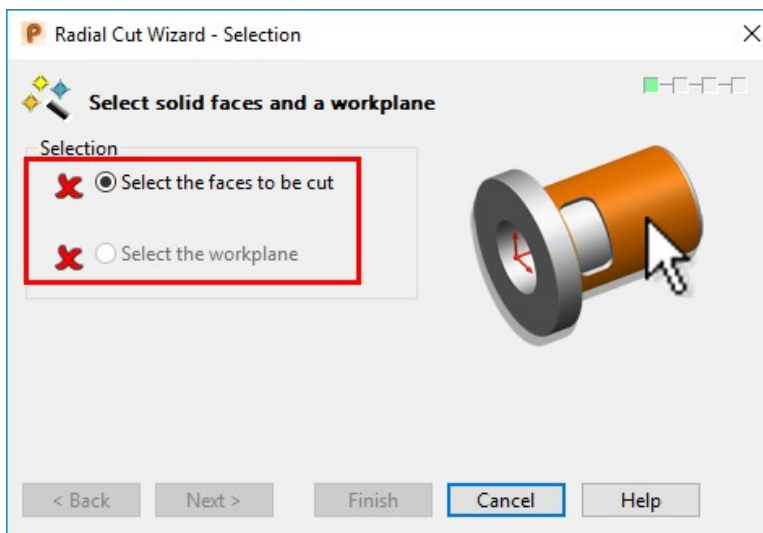 Radial Cut Wizard - Selection
Select solid faces and a workplane
Selection
Select the faces to be cut
Select the workplane
< Back
Next >
Finish
Cancel
Help